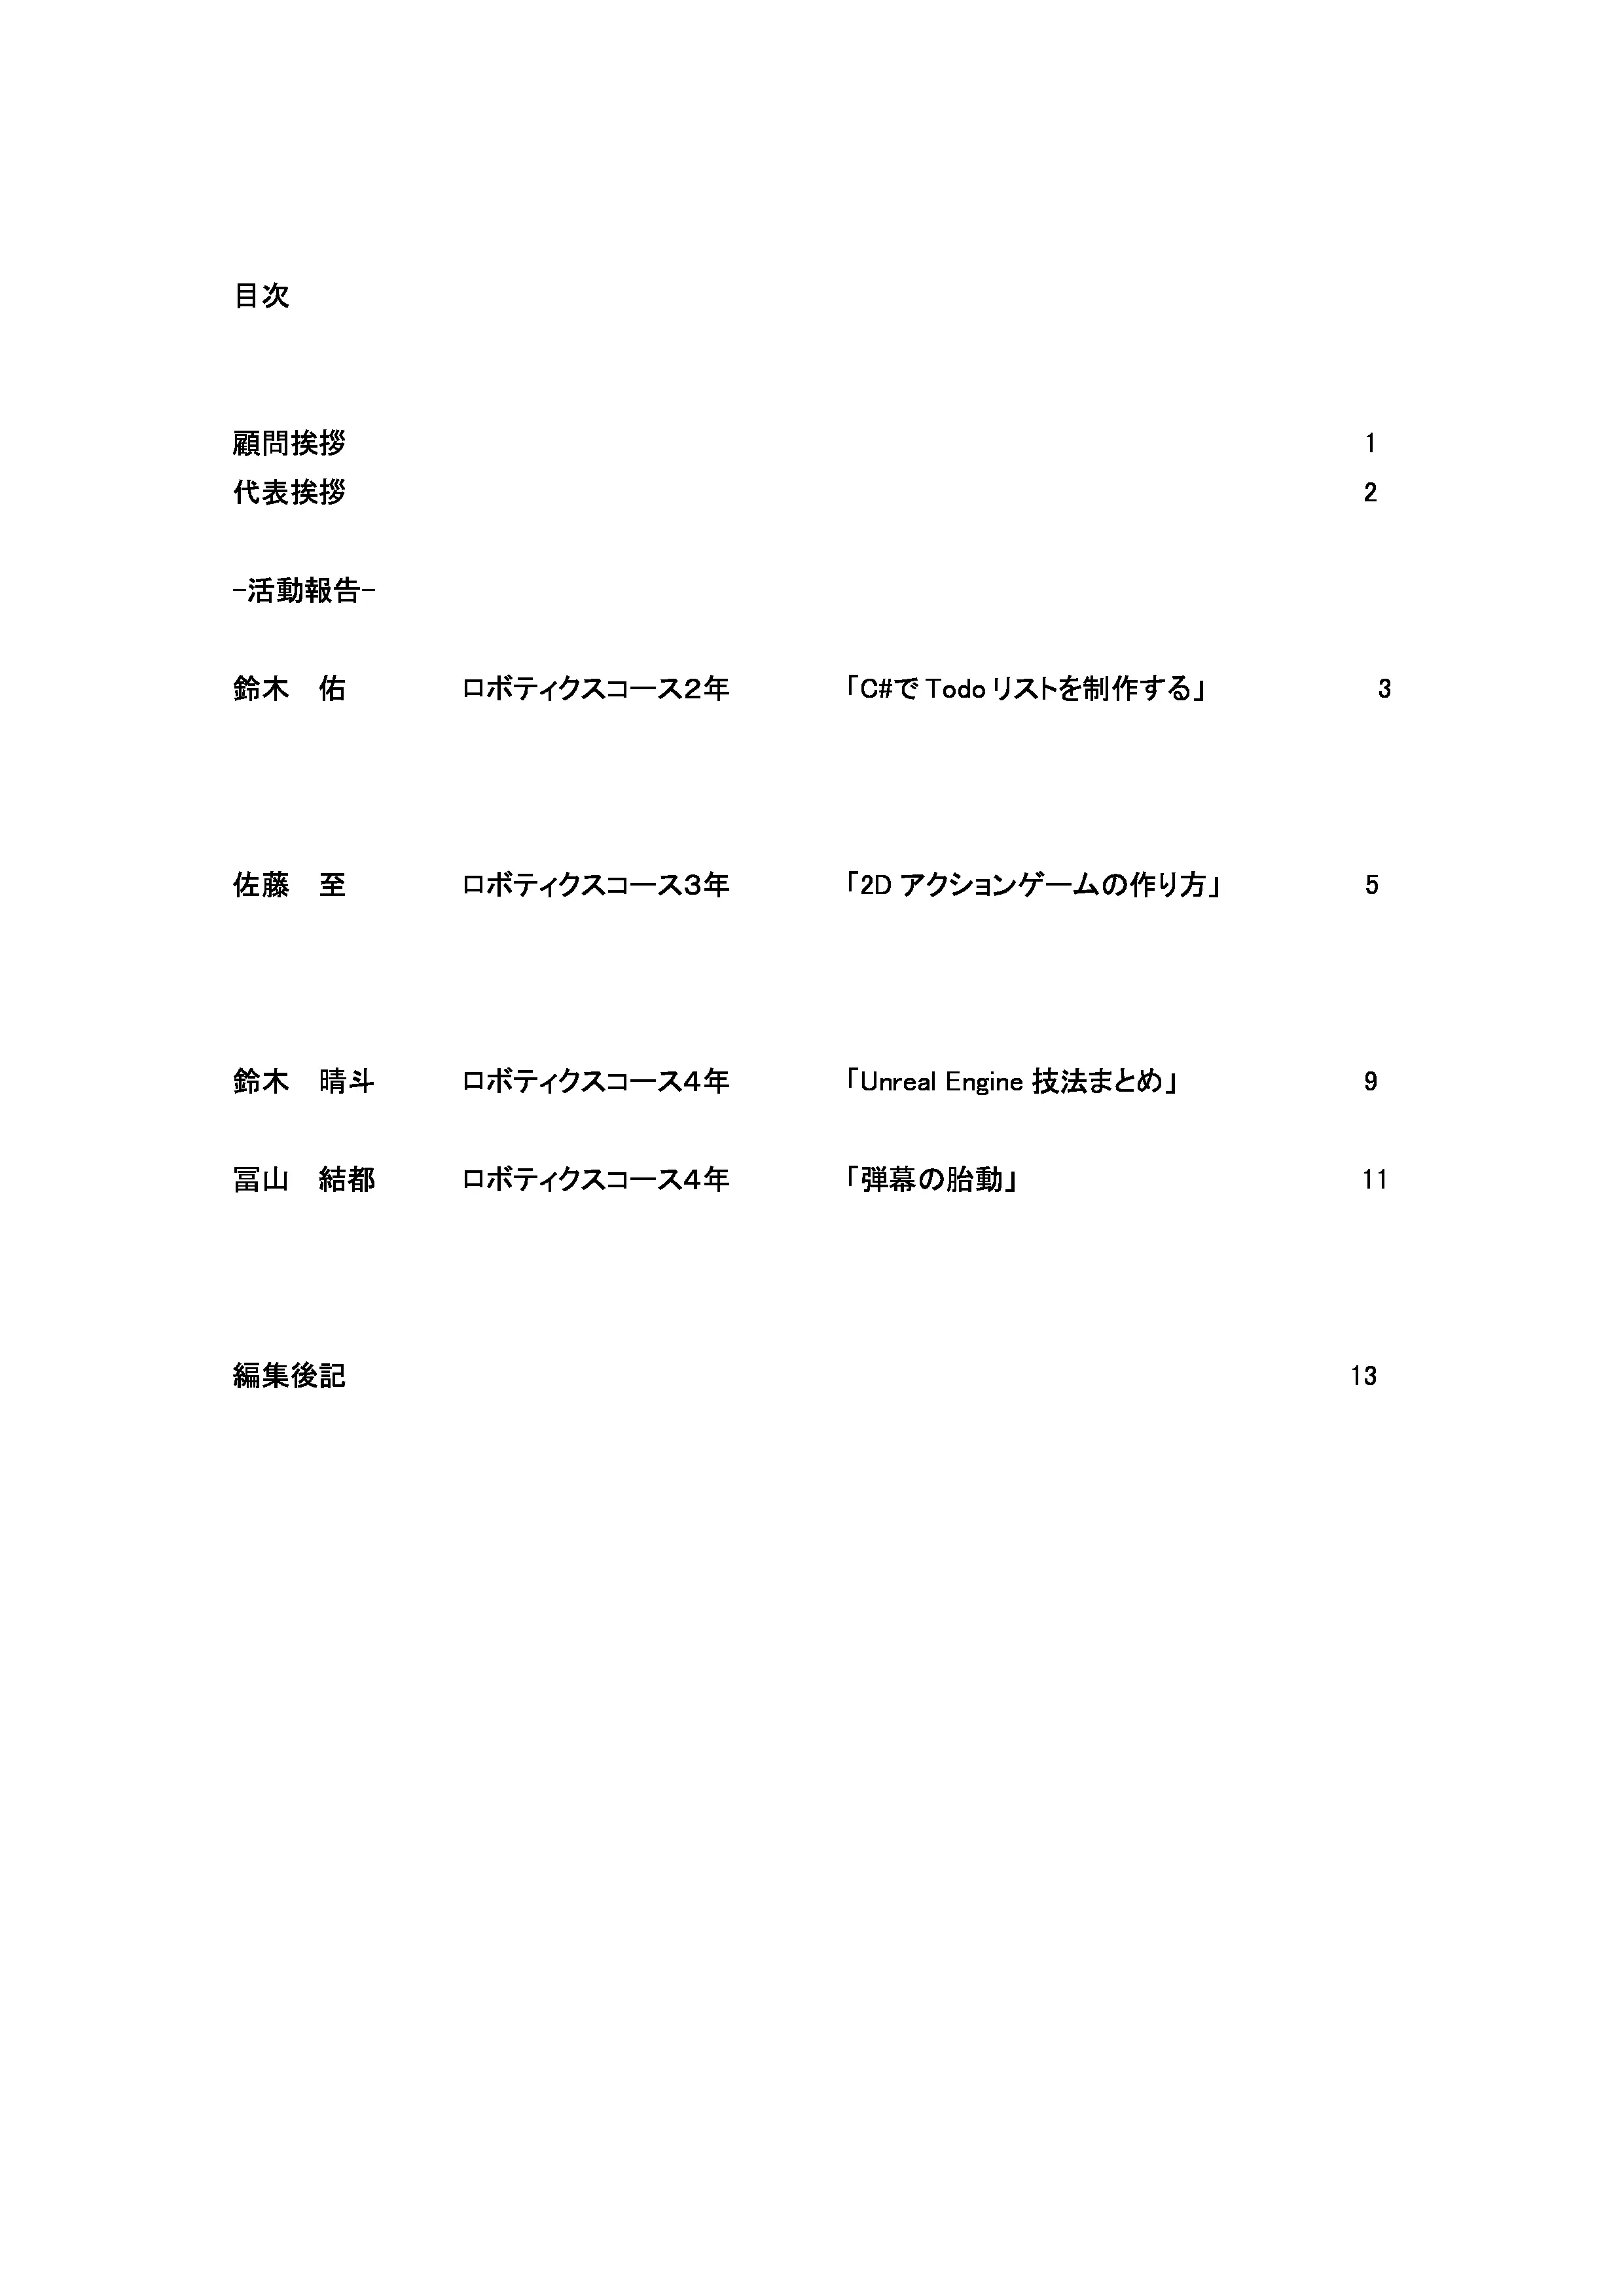 目次
顧問挨拶 1
代表挨拶 2
-活動報告-
鈴木　佑 ロボティクスコース２年 「C#で Todo リストを制作する」 3
佐藤　至 ロボティクスコース３年 「2D アクションゲームの作り方」 5
鈴木　晴斗 ロボティクスコース４年 「Unreal Engine 技法まとめ」 9
冨山　結都 ロボティクスコース４年 「弾幕の胎動」 11
編集後記 13